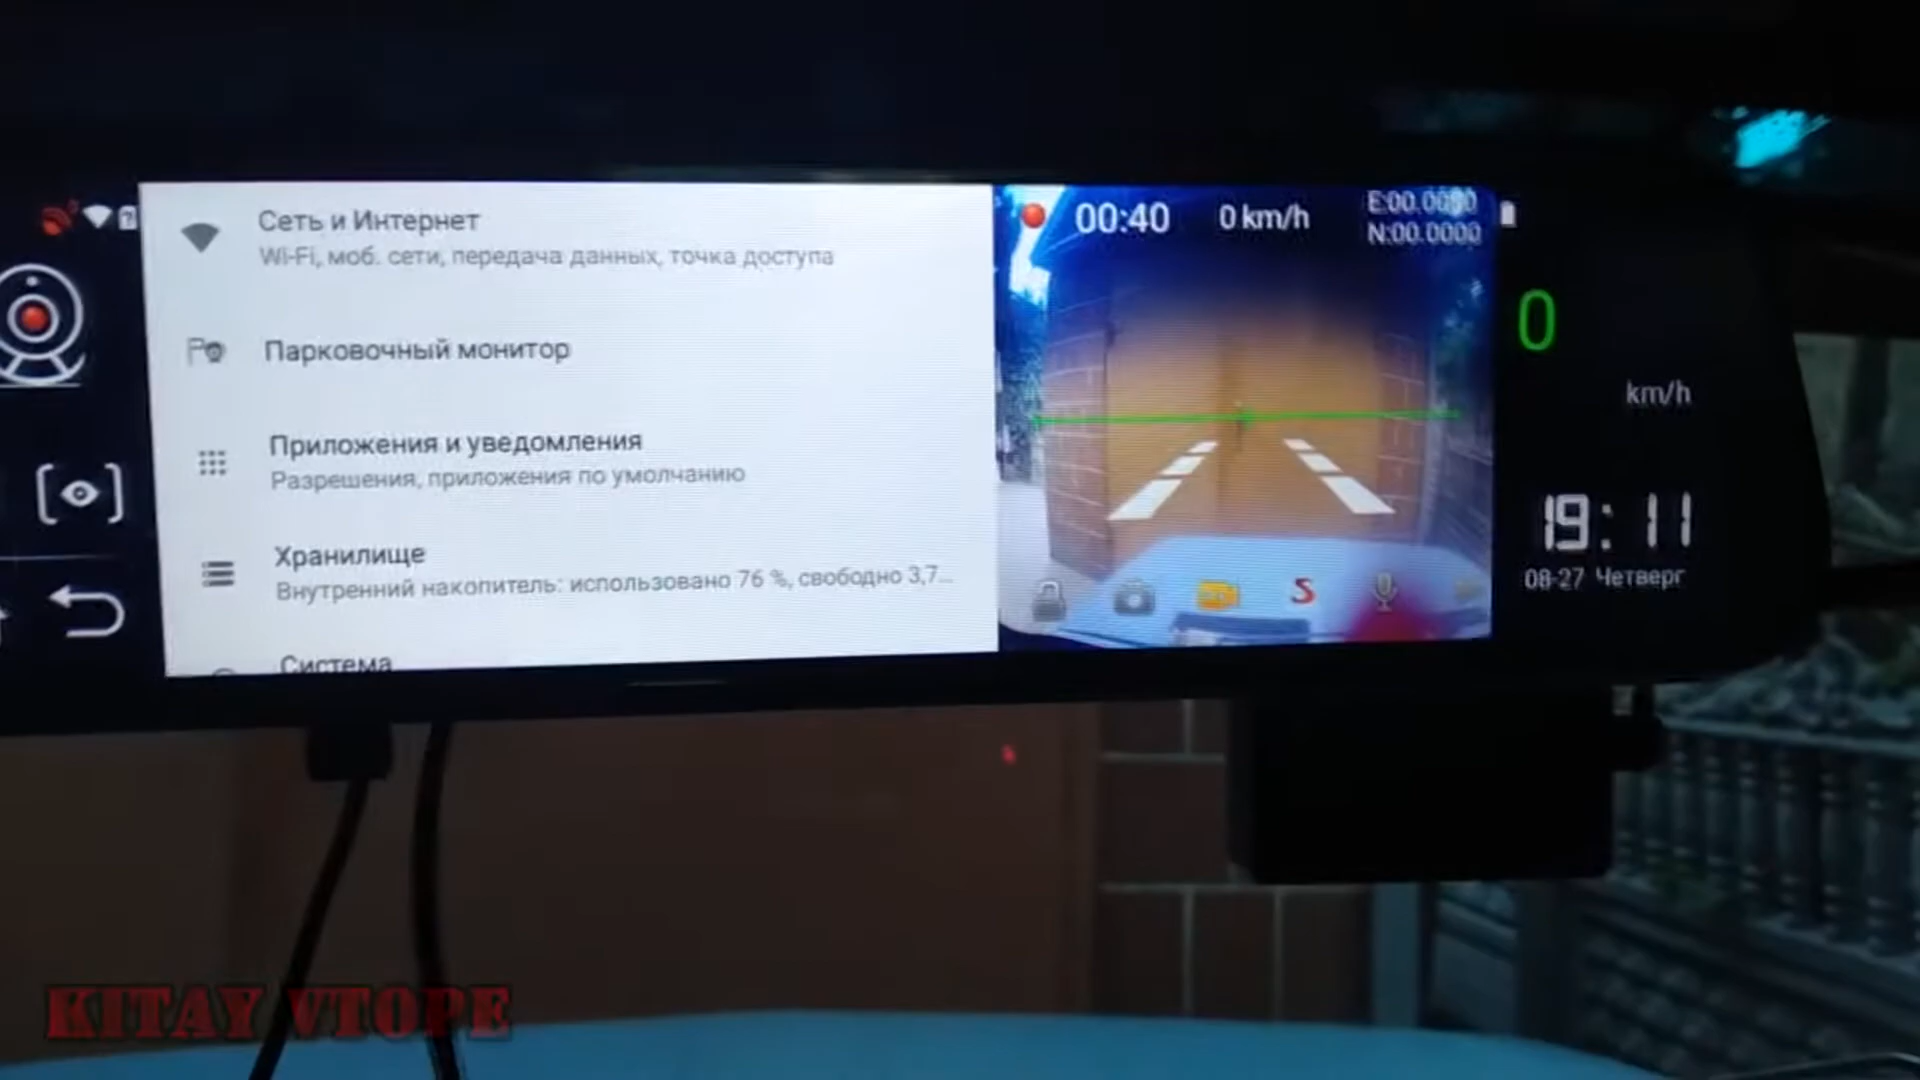 Сеть и Интернет
Wi-Fi, моб. сети, передача данных, точка доступа
Парковочный монитор
Приложения и уведомления
Разрешения, приложения по умолчанию
Хранилище
Внутренний накопитель: использовано 76 %, свободно 3,7...
Система
00:40
0 km/h
E:00.0000
N:00.0000
S
0
km/h
19:11
08-27 Четверг
KITAY VTOPE